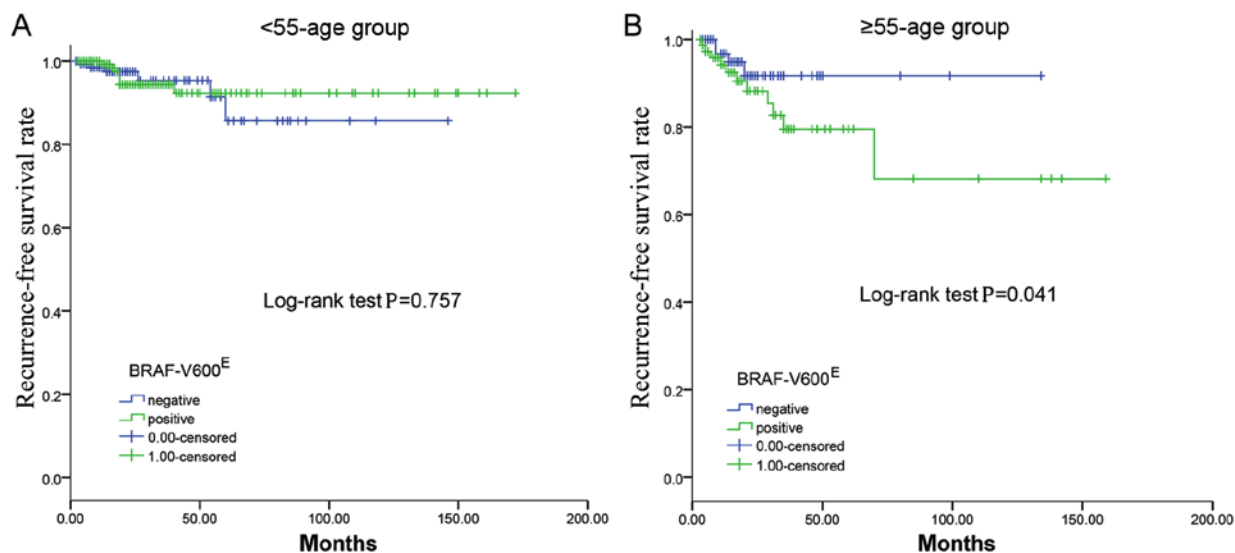 A
<55-age group
Recurrence-free survival rate
1.0
0.8
0.6
0.4
0.2
0.0
Log-rank test P=0.757
BRAF-V600E
negative
positive
0.00-censored
1.00-censored
0.00
50.00
100.00
150.00
200.00
Months
B
≥55-age group
Recurrence-free survival rate
1.0
0.8
0.6
0.4
0.2
0.0
Log-rank test P=0.041
BRAF-V600E
negative
positive
0.00-censored
1.00-censored
0.00
50.00
100.00
150.00
200.00
Months